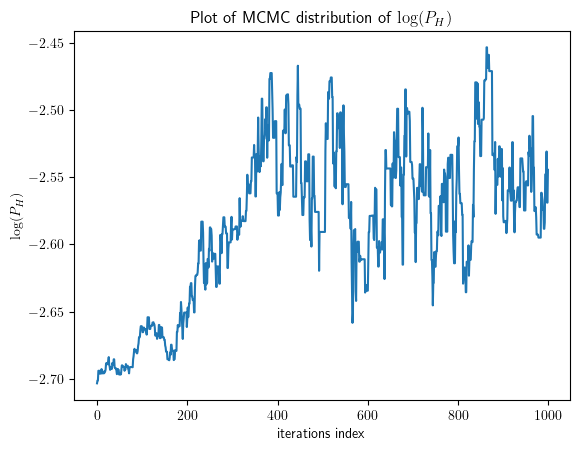 Plot of MCMC distribution of log(P_H)
−2.45
−2.50
−2.55
−2.60
−2.65
−2.70
log(P_H)
0 200 400 600 800 1000
iterations index